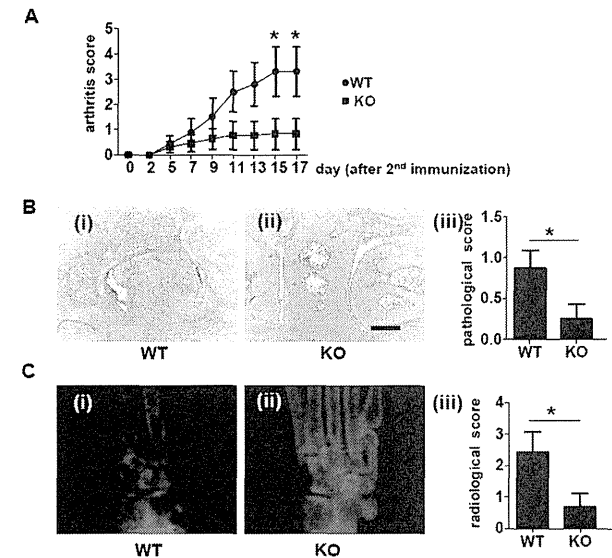 A
arthritis score
5
4
3
2
1
0
* *
WT
KO
0 2 5 7 9 11 13 15 17 day (after 2nd immunization)
B
(i) (ii) (iii)
WT KO
pathological score
1.5
1.0
0.5
0.0
*
WT KO
C
(i) (ii) (iii)
WT KO
radiological score
4
3
2
1
0
*
WT KO